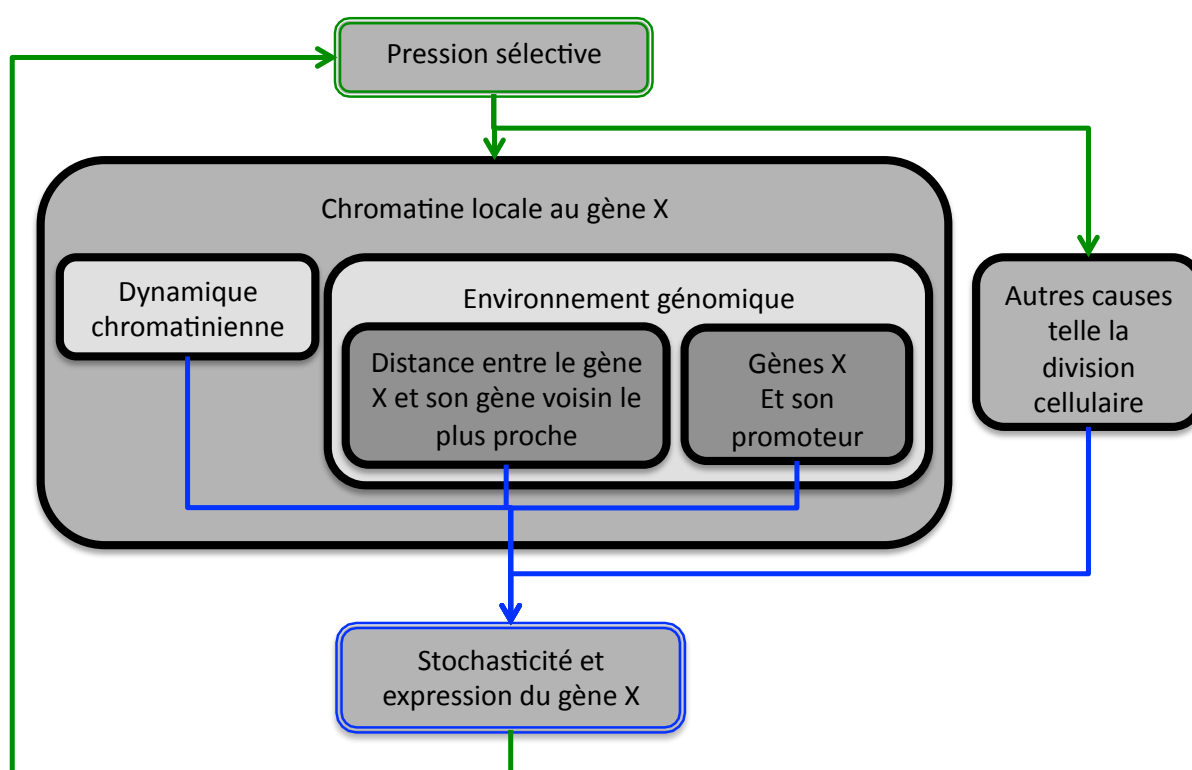 Pression sélective
Chromatine locale au gène X
Dynamique
chromatinienne
Environnement génomique
Distance entre le gène
X et son gène voisin le
plus proche
Gènes X
Et son
promoteur
Autres causes
telle la
division
cellulaire
Stochasticité et
expression du gène X